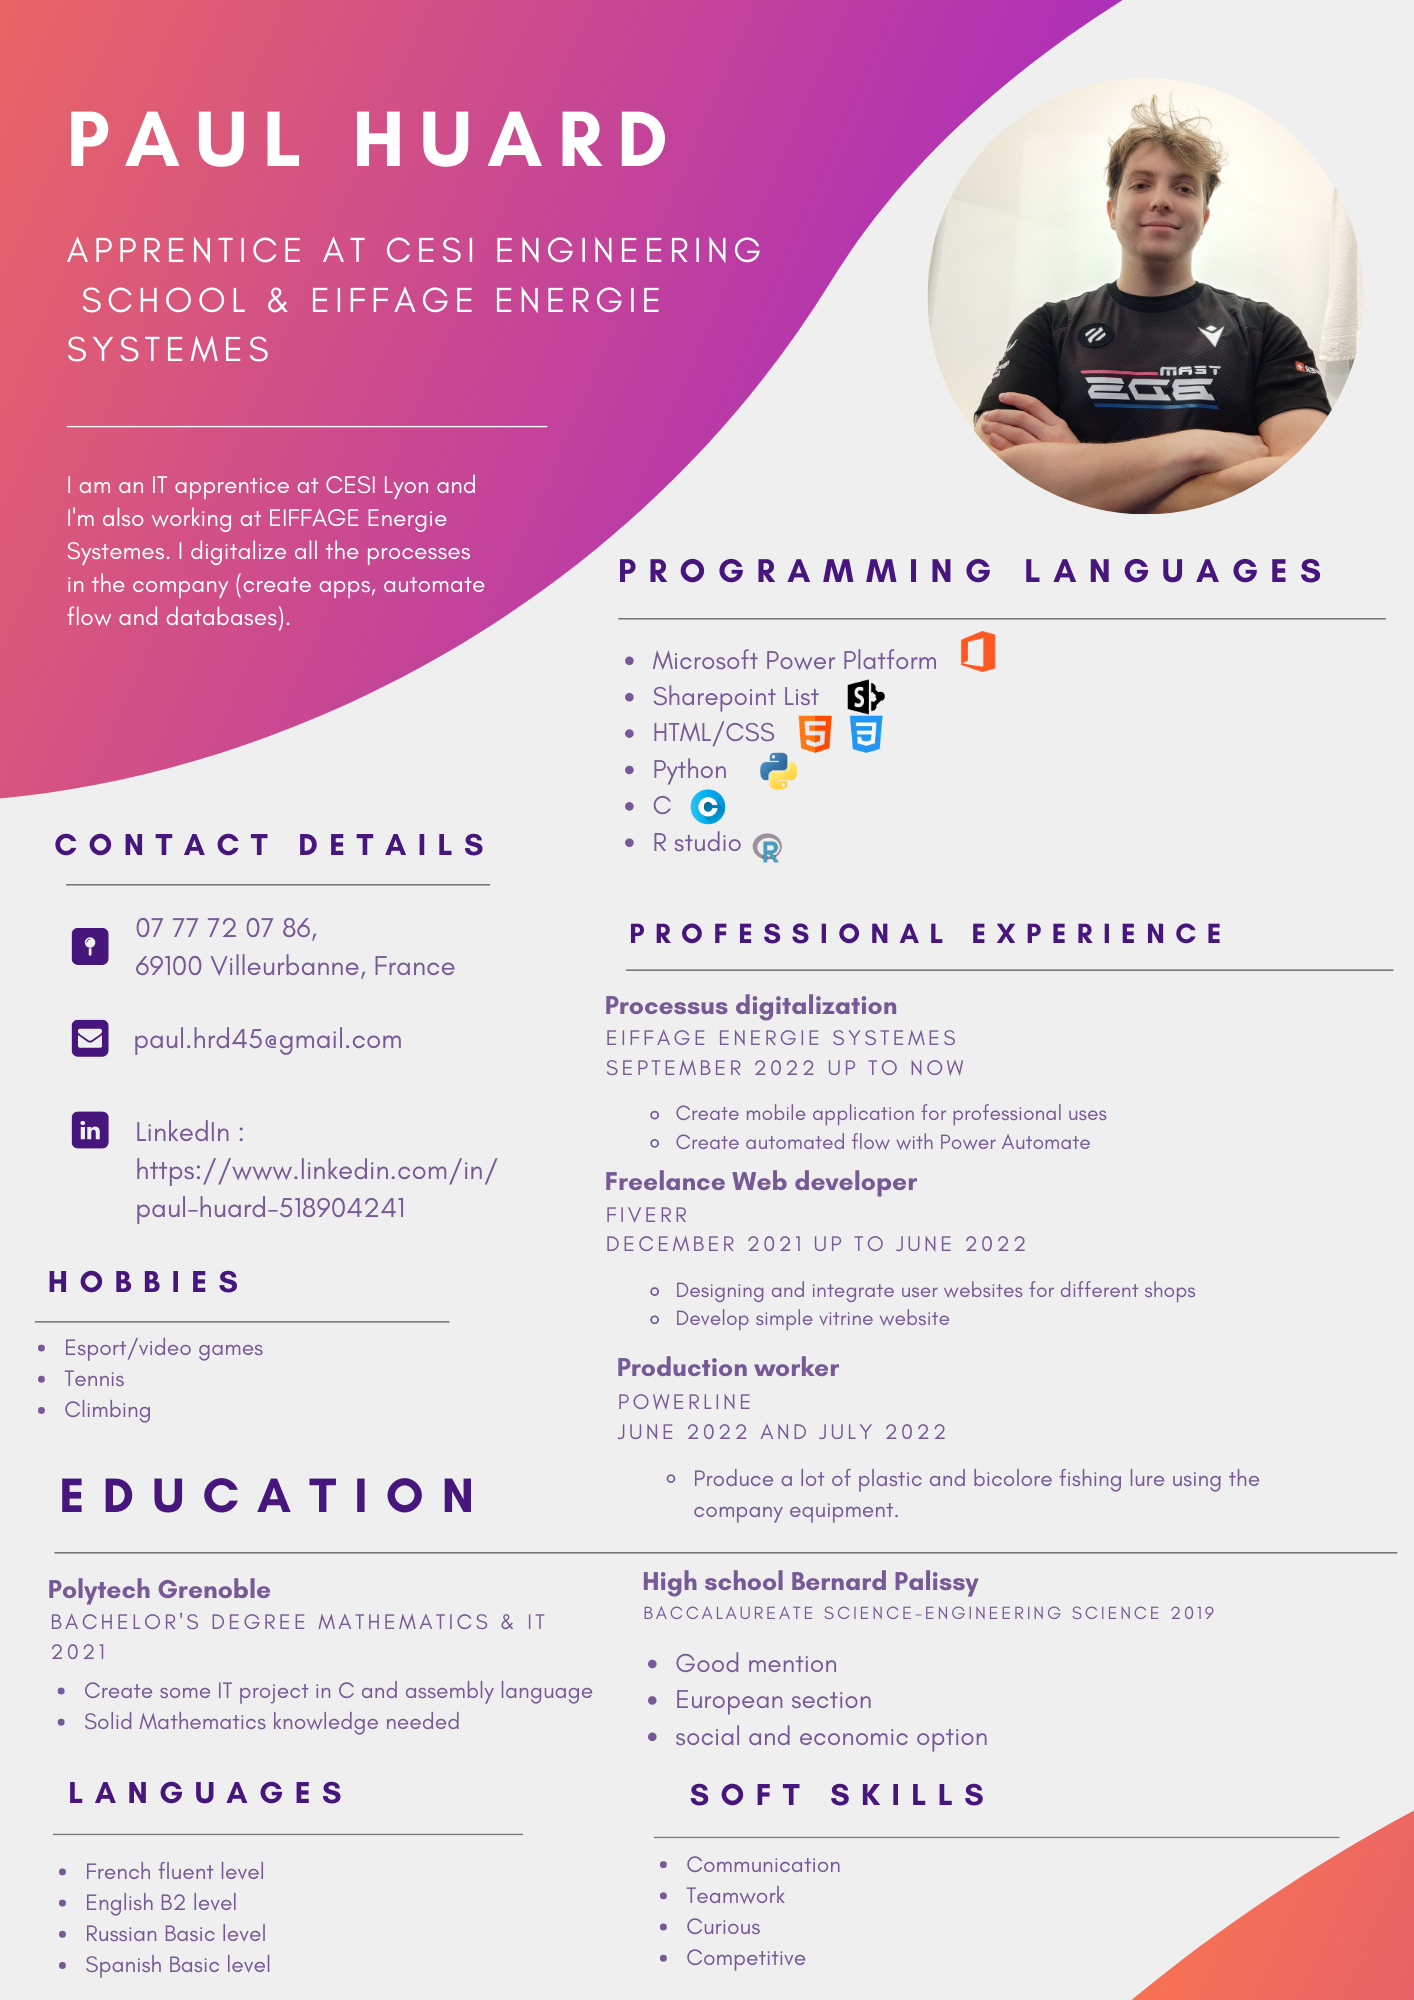 PAUL HUARD
APPRENTICE AT CESI ENGINEERING
SCHOOL & EIFFAGE ENERGIE
SYSTEMES
I am an IT apprentice at CESI Lyon and
I'm also working at EIFFAGE Energie
Systemes. I digitalize all the processes
in the company (create apps, automate
flow and databases).
MAST
PROGRAMMING LANGUAGES
Microsoft Power Platform
Sharepoint List
HTML/CSS
Python
C
R studio
CONTACT DETAILS
07 77 72 07 86,
69100 Villeurbanne, France
paul.hrd45@gmail.com
LinkedIn :
https://www.linkedin.com/in/
paul-huard-518904241
HOBBIES
Esport/video games
Tennis
Climbing
PROFESSIONAL EXPERIENCE
Processus digitalization
EIFFAGE ENERGIE SYSTEMES
SEPTEMBER 2022 UP TO NOW
Create mobile application for professional uses
Create automated flow with Power Automate
Freelance Web developer
FIVERR
DECEMBER 2021 UP TO JUNE 2022
Designing and integrate user websites for different shops
Develop simple vitrine website
Production worker
POWERLINE
JUNE 2022 AND JULY 2022
Produce a lot of plastic and bicolore fishing lure using the
company equipment.
EDUCATION
Polytech Grenoble
BACHELOR'S DEGREE MATHEMATICS & IT
2021
Create some IT project in C and assembly language
Solid Mathematics knowledge needed
High school Bernard Palissy
BACCALAUREATE SCIENCE-ENGINEERING SCIENCE 2019
Good mention
European section
social and economic option
LANGUAGES
French fluent level
English B2 level
Russian Basic level
Spanish Basic level
SOFT SKILLS
Communication
Teamwork
Curious
Competitive